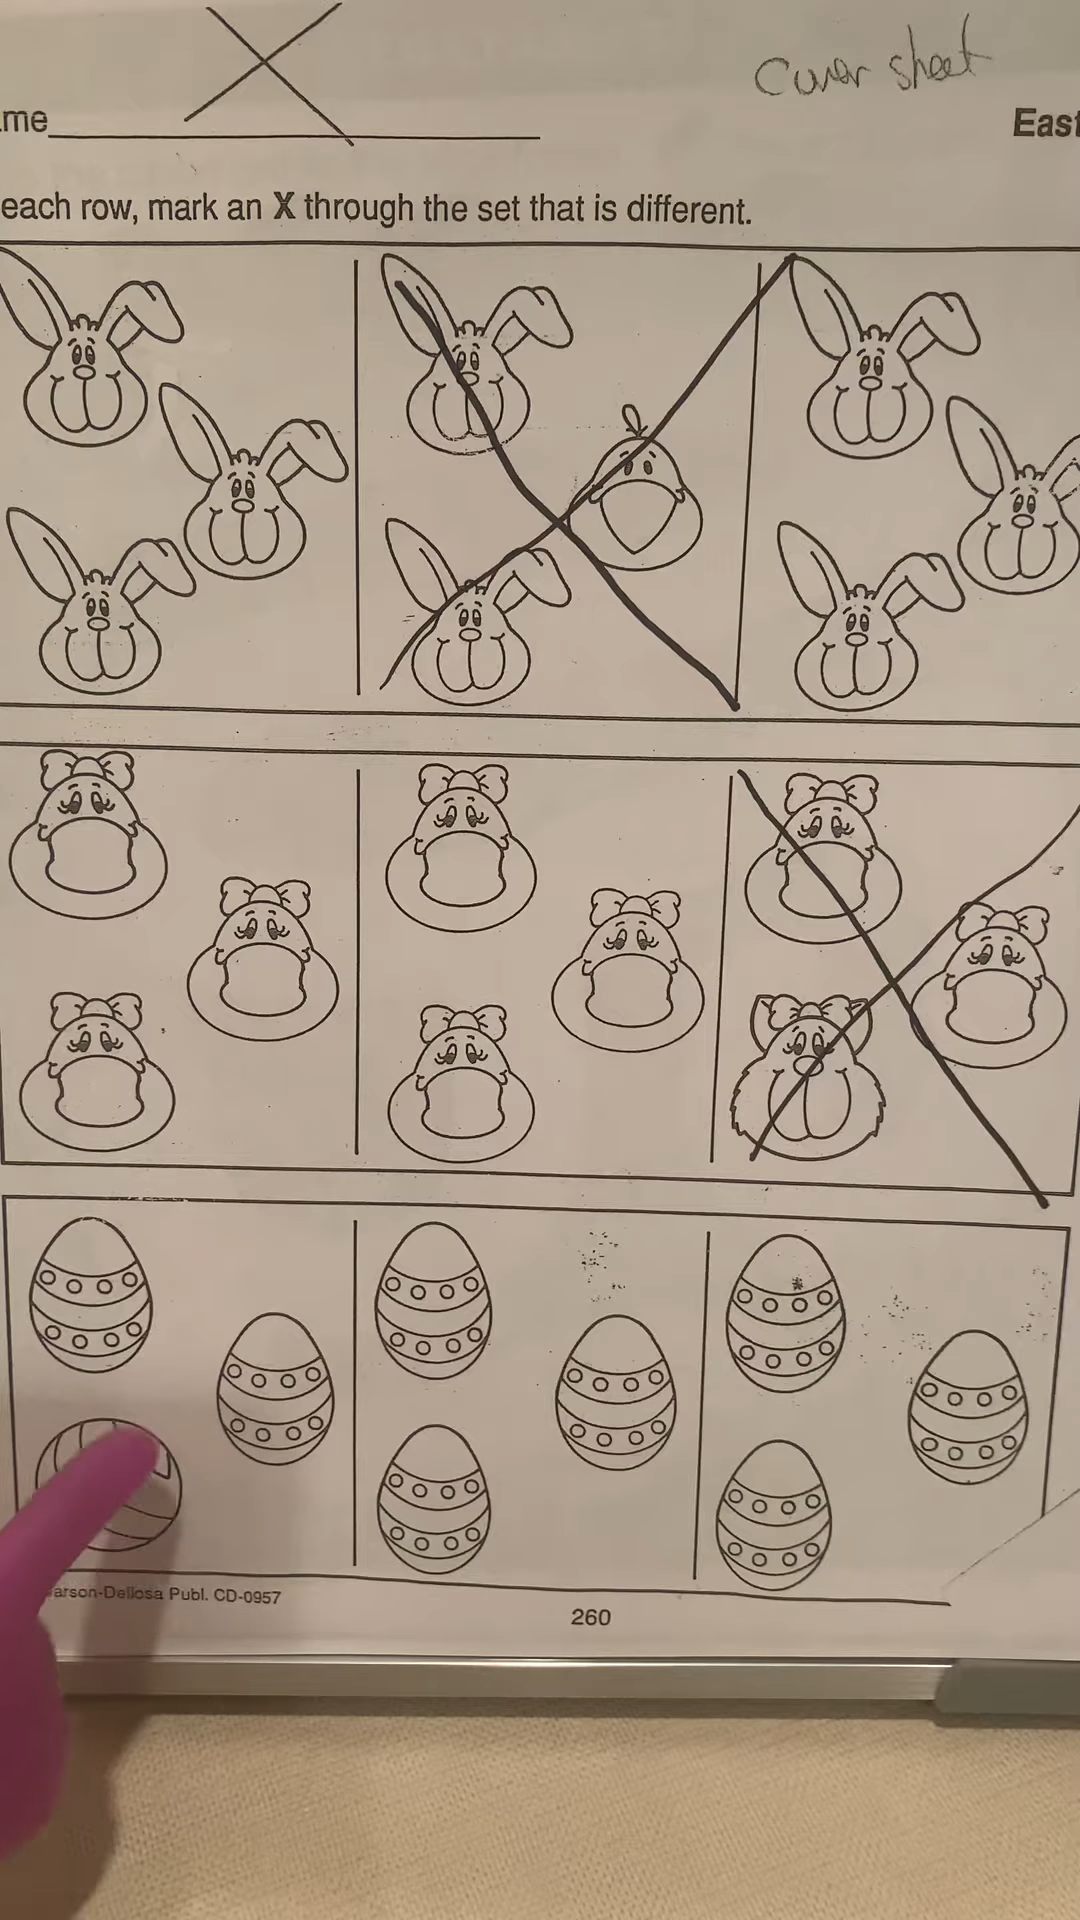 cover sheet
me
East
each row, mark an X through the set that is different.
arson-Dellosa Publ. CD-0957
260